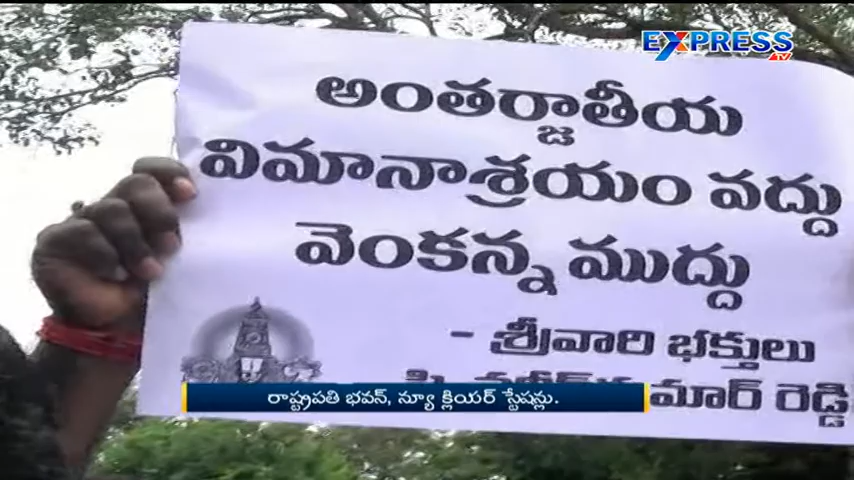 EXPRESS
TV
అంతర్జాతీయ
విమానాశ్రయం వద్దు
వెంకన్న ముద్దు
- శ్రీవారి భక్తులు
మార్ రెడ్డి
రాష్ట్రపతి భవన్, న్యూ క్లియర్ స్టేషన్లు.